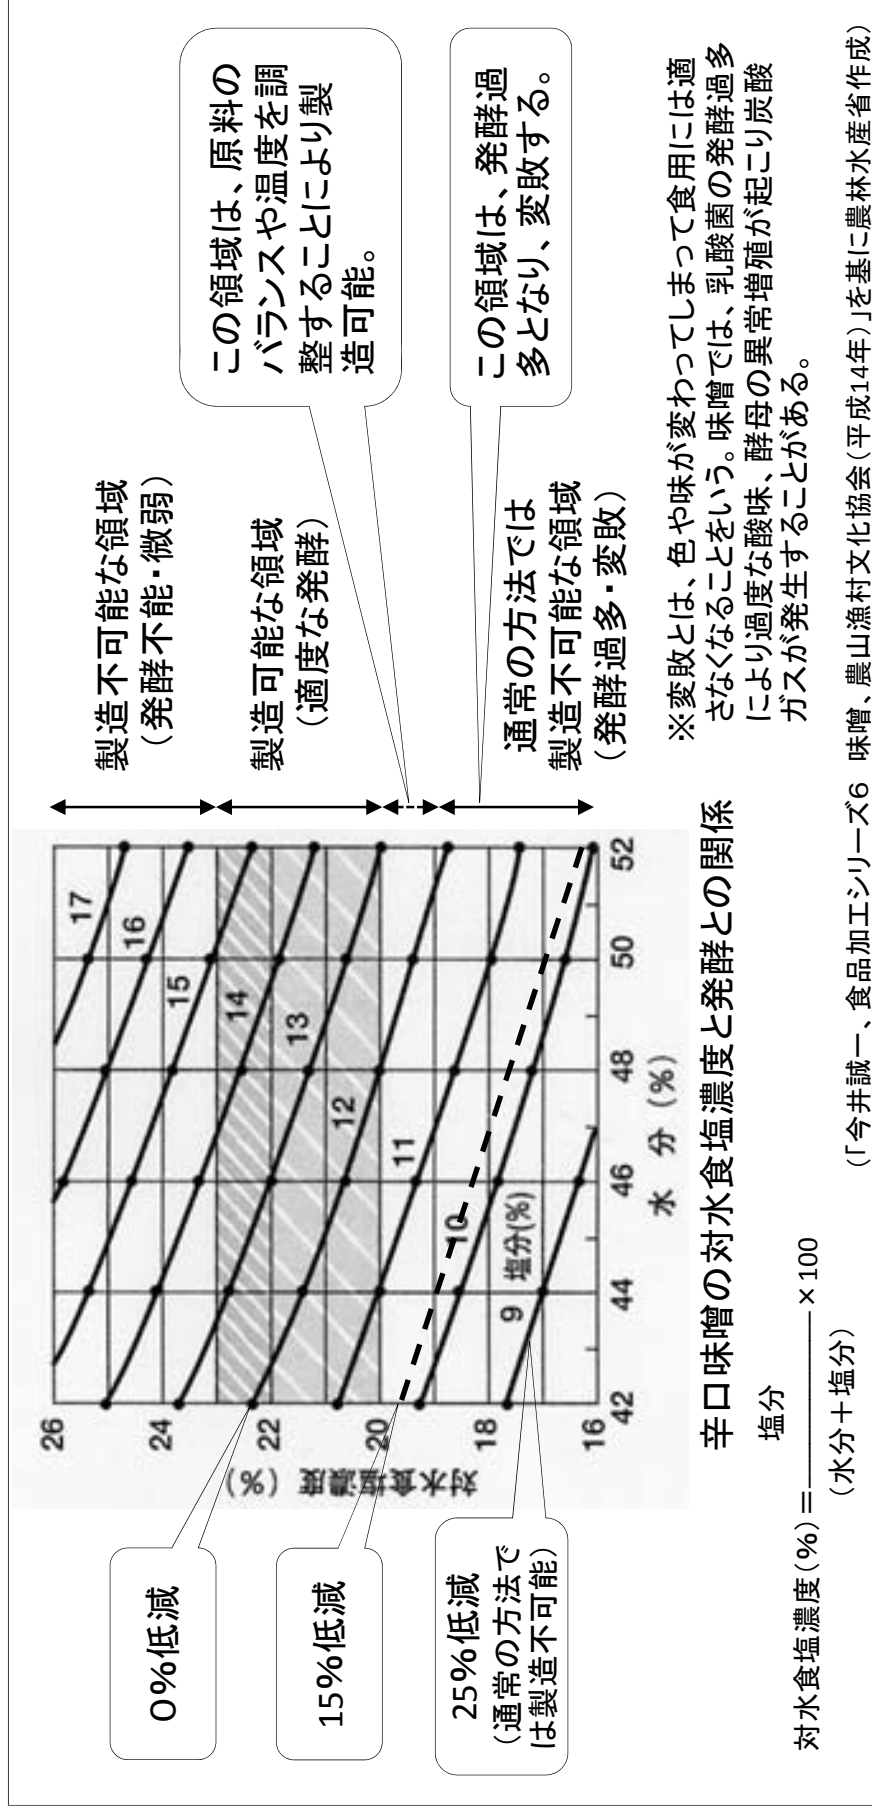 0%低減
15%低減
25%低減
(通常の方法で
は製造不可能)
対水食塩濃度(%)
26
24
22
20
18
16
42
44
46
48
50
52
水 分 (%)
9
塩分(%)
10
11
12
13
14
15
16
17
製造不可能な領域
(発酵不能・微弱)
製造可能な領域
(適度な発酵)
通常の方法では
製造不可能な領域
(発酵過多・変敗)
この領域は、原料の
バランスや温度を調
整することにより製
造可能。
この領域は、発酵過
多となり、変敗する。
辛口味噌の対水食塩濃度と発酵との関係
塩分
対水食塩濃度(%)=―――――×100
(水分+塩分)
※変敗とは、色や味が変わってしまって食用には適
さなくなることをいう。味噌では、乳酸菌の発酵過多
により過度な酸味、酵母の異常増殖が起こり炭酸
ガスが発生することがある。
(「今井誠一、食品加工シリーズ6 味噌、農山漁村文化協会(平成14年)」を基に農林水産省作成)